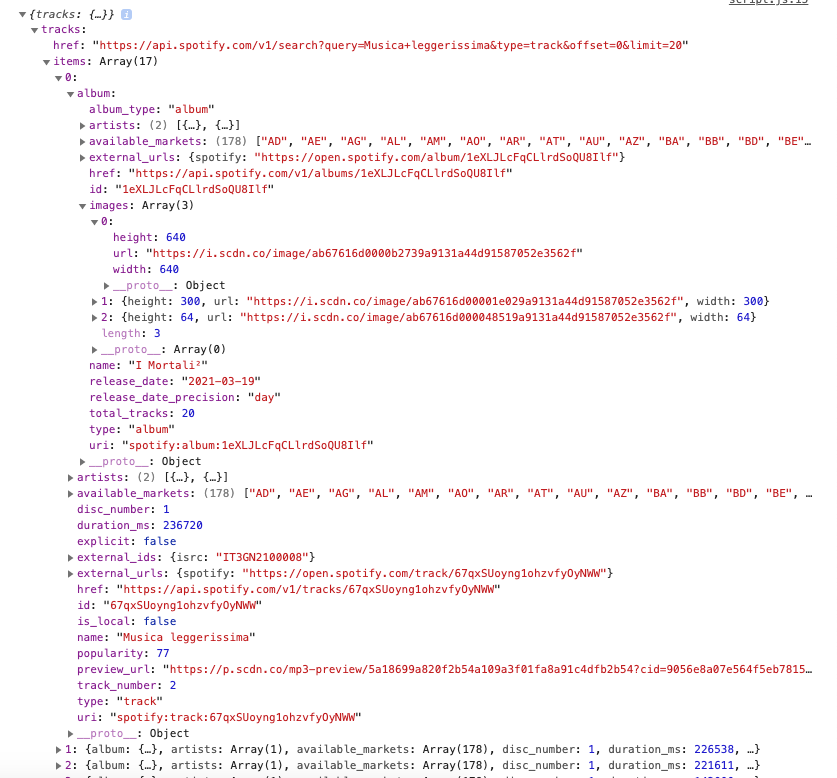 script.js:15
{tracks: {…}} i
tracks:
href: "https://api.spotify.com/v1/search?query=Musica+leggerissima&type=track&offset=0&limit=20"
items: Array(17)
0:
album:
album_type: "album"
artists: (2) [{…}, {…}]
available_markets: (178) ["AD", "AE", "AG", "AL", "AM", "AO", "AR", "AT", "AU", "AZ", "BA", "BB", "BD", "BE"…
external_urls: {spotify: "https://open.spotify.com/album/1eXLJLcFqCLlrdSoQU8Ilf"}
href: "https://api.spotify.com/v1/albums/1eXLJLcFqCLlrdSoQU8Ilf"
id: "1eXLJLcFqCLlrdSoQU8Ilf"
images: Array(3)
0:
height: 640
url: "https://i.scdn.co/image/ab67616d0000b2739a9131a44d91587052e3562f"
width: 640
__proto__: Object
1: {height: 300, url: "https://i.scdn.co/image/ab67616d00001e029a9131a44d91587052e3562f", width: 300}
2: {height: 64, url: "https://i.scdn.co/image/ab67616d000048519a9131a44d91587052e3562f", width: 64}
length: 3
__proto__: Array(0)
name: "I Mortali²"
release_date: "2021-03-19"
release_date_precision: "day"
total_tracks: 20
type: "album"
uri: "spotify:album:1eXLJLcFqCLlrdSoQU8Ilf"
__proto__: Object
artists: (2) [{…}, {…}]
available_markets: (178) ["AD", "AE", "AG", "AL", "AM", "AO", "AR", "AT", "AU", "AZ", "BA", "BB", "BD", "BE", …
disc_number: 1
duration_ms: 236720
explicit: false
external_ids: {isrc: "IT3GN2100008"}
external_urls: {spotify: "https://open.spotify.com/track/67qxSUoyng1ohzvfyOyNWW"}
href: "https://api.spotify.com/v1/tracks/67qxSUoyng1ohzvfyOyNWW"
id: "67qxSUoyng1ohzvfyOyNWW"
is_local: false
name: "Musica leggerissima"
popularity: 77
preview_url: "https://p.scdn.co/mp3-preview/5a18699a820f2b54a109a3f01fa8a91c4dfb2b54?cid=9056e8a07e564f5eb7815…
track_number: 2
type: "track"
uri: "spotify:track:67qxSUoyng1ohzvfyOyNWW"
__proto__: Object
1: {album: {…}, artists: Array(1), available_markets: Array(178), disc_number: 1, duration_ms: 226538, …}
2: {album: {…}, artists: Array(1), available_markets: Array(178), disc_number: 1, duration_ms: 221611, …}